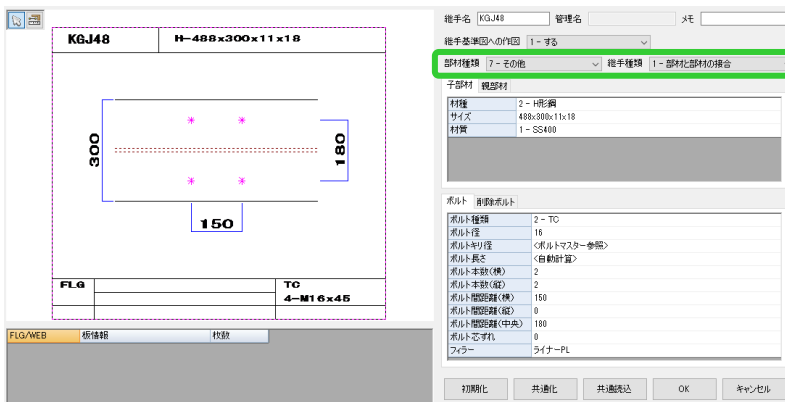 継手名 KGJ48 管理名 メモ
継手基準図への作図 1 - する
部材種類 7 - その他 継手種類 1 - 部材と部材の接合
子部材 親部材
材種 2 - H形鋼
サイズ 488x300x11x18
材質 1 - SS400
KGJ48 H-488x300x11x18
300
180
150
FLG TC
4-M16x45
FLG/WEB 板情報 枚数
ボルト 削除ボルト
ボルト種類 2 - TC
ボルト径 16
ボルトキリ径 <ボルトマスター参照>
ボルト長さ <自動計算>
ボルト本数(横) 2
ボルト本数(縦) 2
ボルト間距離(横) 150
ボルト間距離(縦) 0
ボルト間距離(中央) 180
ボルト芯ずれ 0
フィラー ライナーPL
初期化 共通化 共通読込 OK キャンセル